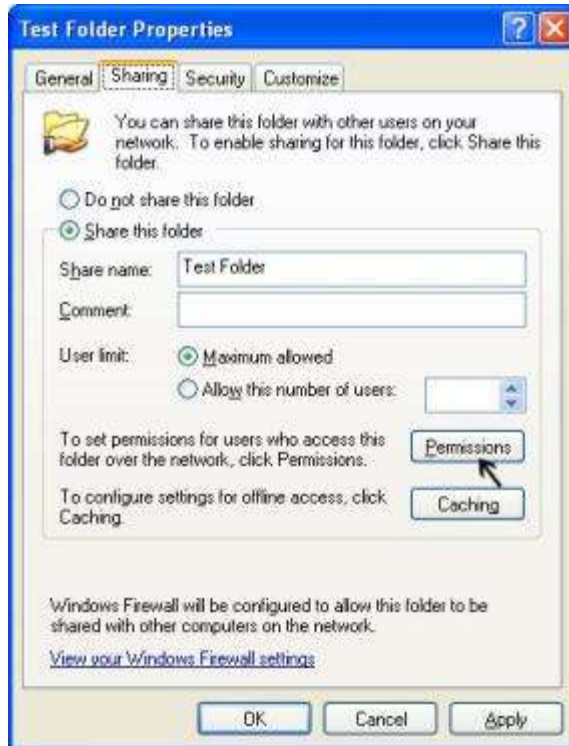 Test Folder Properties
General Sharing Security Customize
You can share this folder with other users on your
network. To enable sharing for this folder, click Share this
folder.
Do not share this folder
Share this folder
Share name: Test Folder
Comment:
User limit: Maximum allowed
Allow this number of users:
To set permissions for users who access this
folder over the network, click Permissions.
Permissions
To configure settings for offline access, click
Caching.
Caching
Windows Firewall will be configured to allow this folder to be
shared with other computers on the network.
View your Windows Firewall settings
OK Cancel Apply